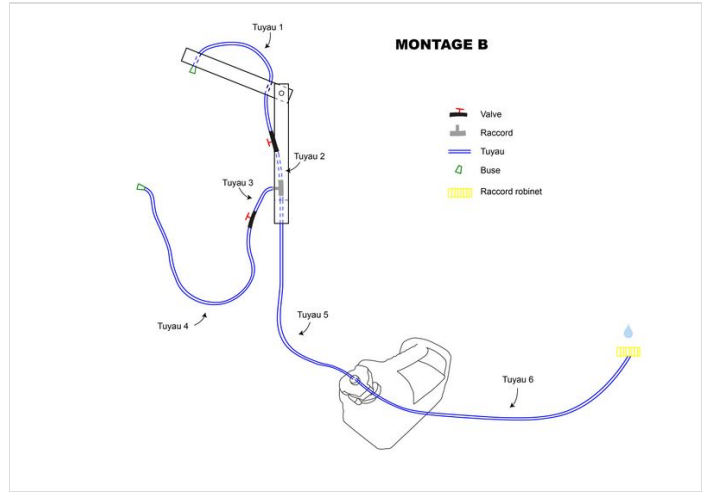 Tuyau 1
MONTAGE B
Valve
Raccord
Tuyau
Buse
Raccord robinet
Tuyau 2
Tuyau 3
Tuyau 4
Tuyau 5
Tuyau 6